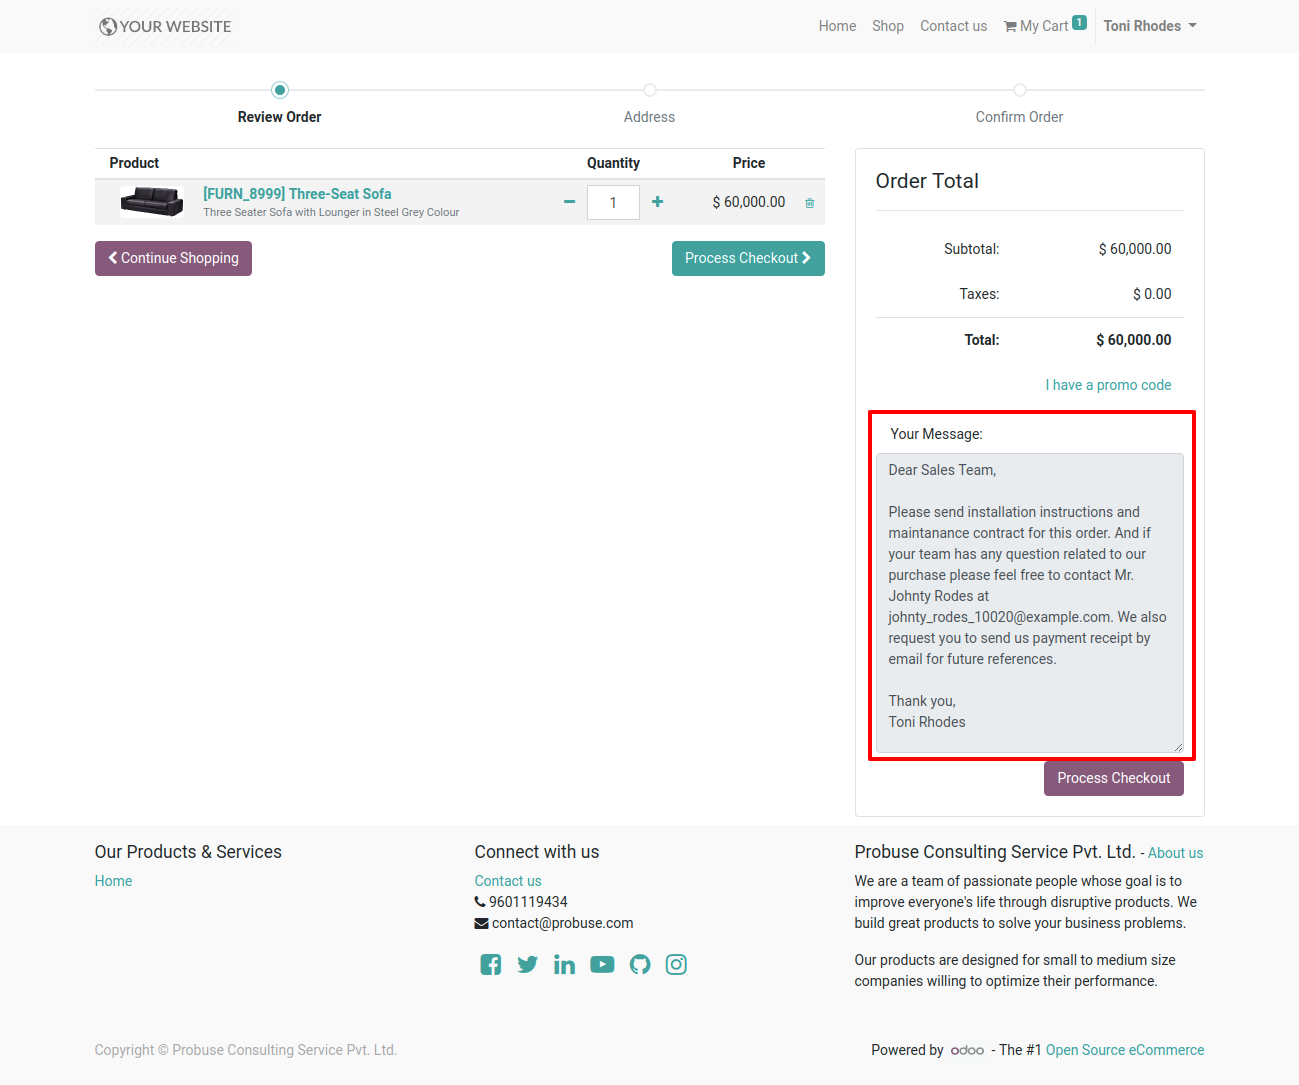 YOUR WEBSITE
Home Shop Contact us My Cart 1 Toni Rhodes
Review Order Address Confirm Order
Product Quantity Price
[FURN_8999] Three-Seat Sofa
Three Seater Sofa with Lounger in Steel Grey Colour
1 $ 60,000.00
Continue Shopping Process Checkout
Order Total
Subtotal: $ 60,000.00
Taxes: $ 0.00
Total: $ 60,000.00
I have a promo code
Your Message:
Dear Sales Team,
Please send installation instructions and
maintanance contract for this order. And if
your team has any question related to our
purchase please feel free to contact Mr.
Johnty Rodes at
johnty_rodes_10020@example.com. We also
request you to send us payment receipt by
email for future references.
Thank you,
Toni Rhodes
Process Checkout
Our Products & Services
Home
Connect with us
Contact us
9601119434
contact@probuse.com
Probuse Consulting Service Pvt. Ltd. - About us
We are a team of passionate people whose goal is to
improve everyone's life through disruptive products. We
build great products to solve your business problems.
Our products are designed for small to medium size
companies willing to optimize their performance.
Copyright © Probuse Consulting Service Pvt. Ltd.
Powered by odoo - The #1 Open Source eCommerce